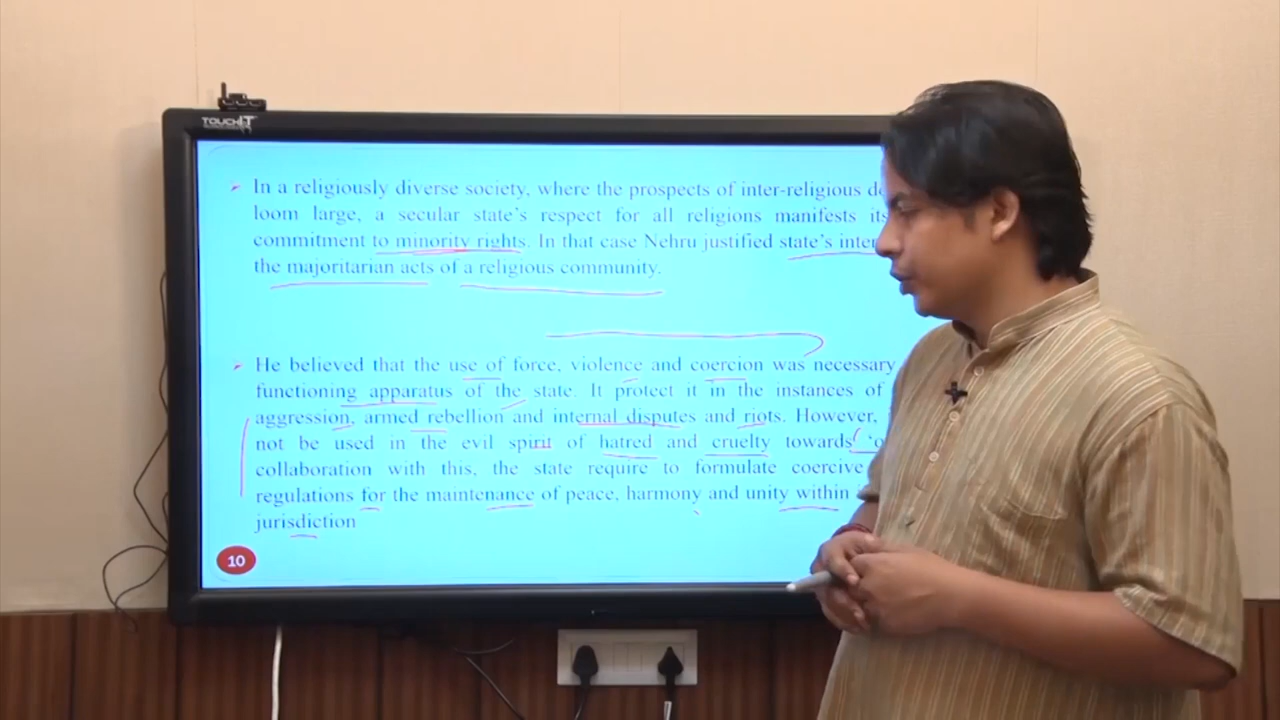 TOUCHIT
In a religiously diverse society, where the prospects of inter-religious
loom large, a secular state's respect for all religions manifests its
commitment to minority rights. In that case Nehru justified state's
the majoritarian acts of a religious community.
He believed that the use of force, violence and coercion was necessary
functioning apparatus of the state. It protect it in the instances of
aggression, armed rebellion and internal disputes and riots. However,
not be used in the evil spirit of hatred and cruelty towards
collaboration with this, the state require to formulate coercive
regulations for the maintenance of peace, harmony and unity within
jurisdiction
10